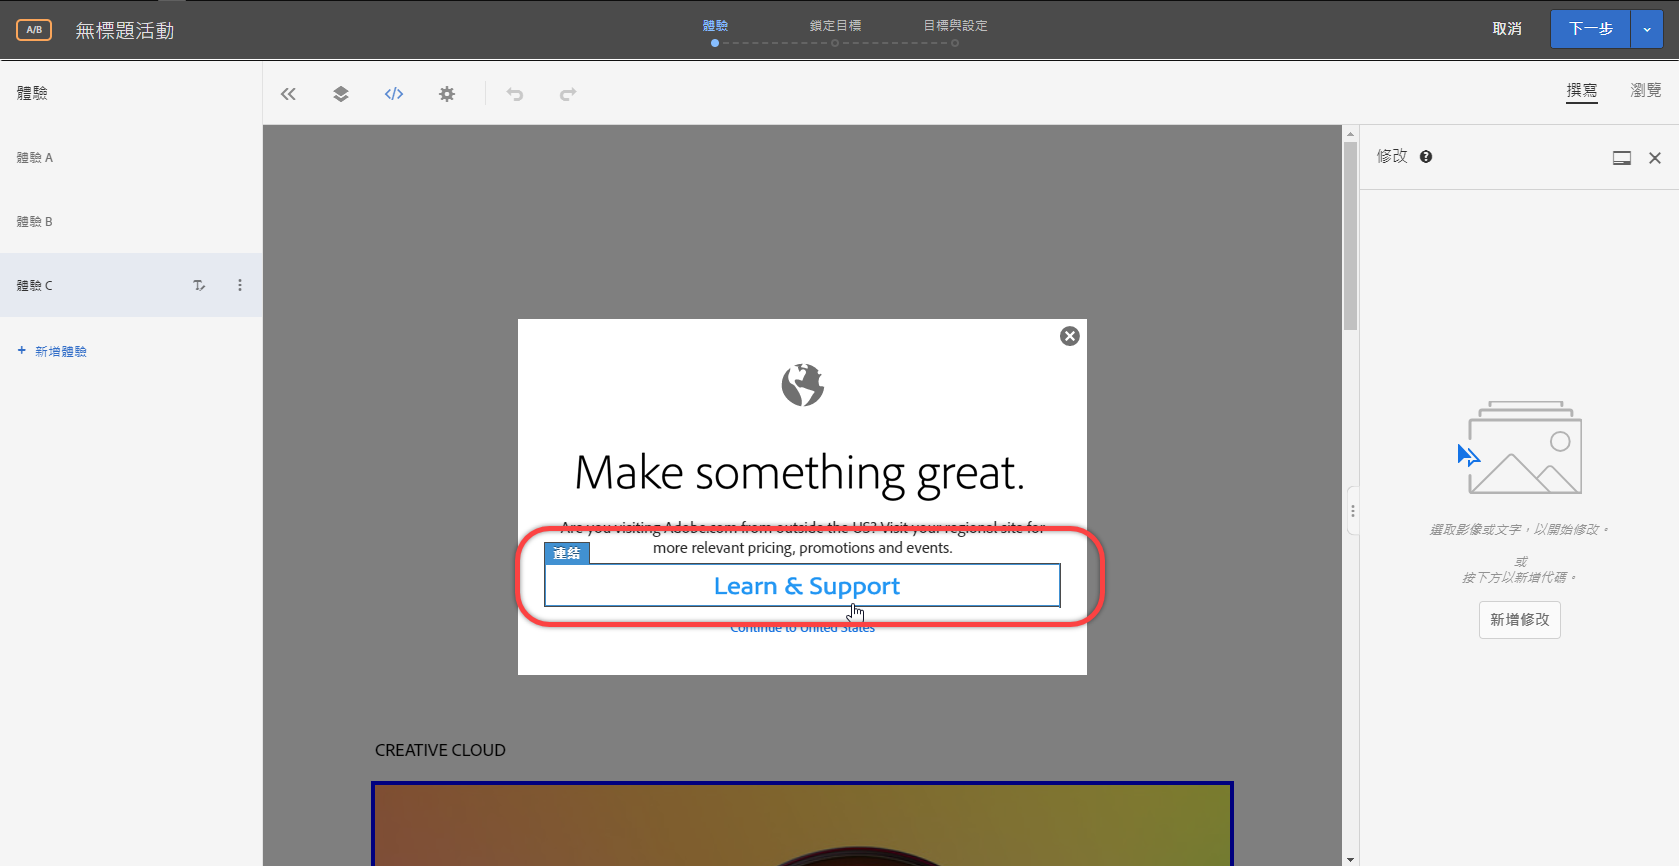 A/B
無標題活動
體驗
鎖定目標
目標與設定
取消
下一步
體驗
撰寫
瀏覽
體驗 A
體驗 B
體驗 C
+ 新增體驗
修改
Make something great.
Are you visiting Adobe.com from outside the US? Visit your regional site for
more relevant pricing, promotions and events.
連結
Learn & Support
Continue to United States
CREATIVE CLOUD
選取影像或文字，以開始修改。
或
按下方以新增代碼。
新增修改